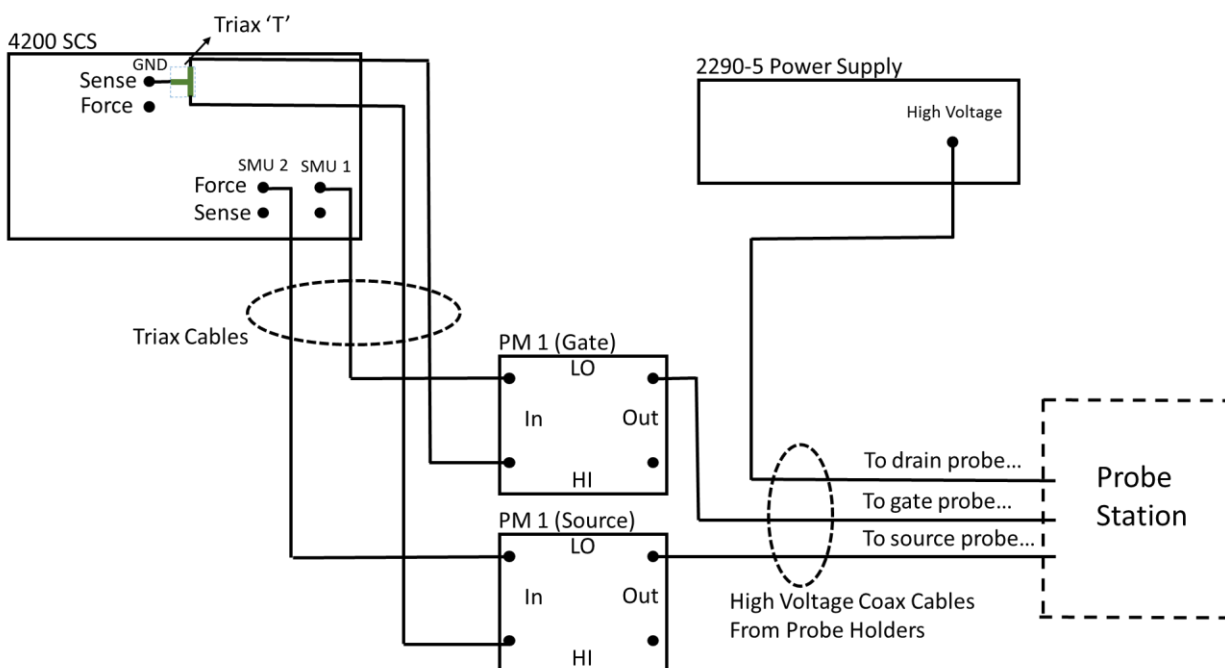 Triax ‘T’
4200 SCS
GND
Sense
Force
SMU 2 SMU 1
Force
Sense
Triax Cables
2290-5 Power Supply
High Voltage
PM 1 (Gate)
LO
In Out
HI
PM 1 (Source)
LO
In Out
HI
To drain probe...
To gate probe...
To source probe...
Probe
Station
High Voltage Coax Cables
From Probe Holders